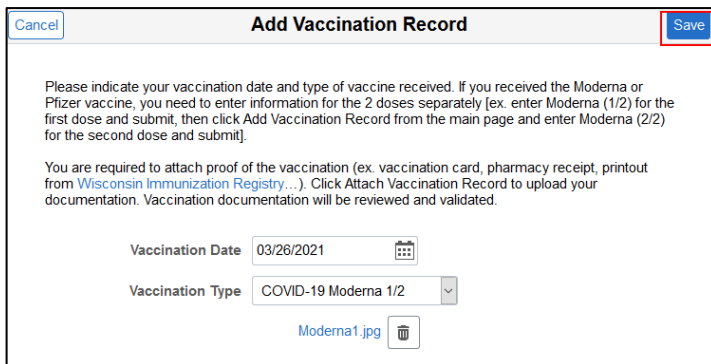 Cancel
Add Vaccination Record
Save
Please indicate your vaccination date and type of vaccine received. If you received the Moderna or
Pfizer vaccine, you need to enter information for the 2 doses separately [ex. enter Moderna (1/2) for the
first dose and submit, then click Add Vaccination Record from the main page and enter Moderna (2/2)
for the second dose and submit].
You are required to attach proof of the vaccination (ex. vaccination card, pharmacy receipt, printout
from Wisconsin Immunization Registry…). Click Attach Vaccination Record to upload your
documentation. Vaccination documentation will be reviewed and validated.
Vaccination Date 03/26/2021
Vaccination Type COVID-19 Moderna 1/2
Moderna1.jpg